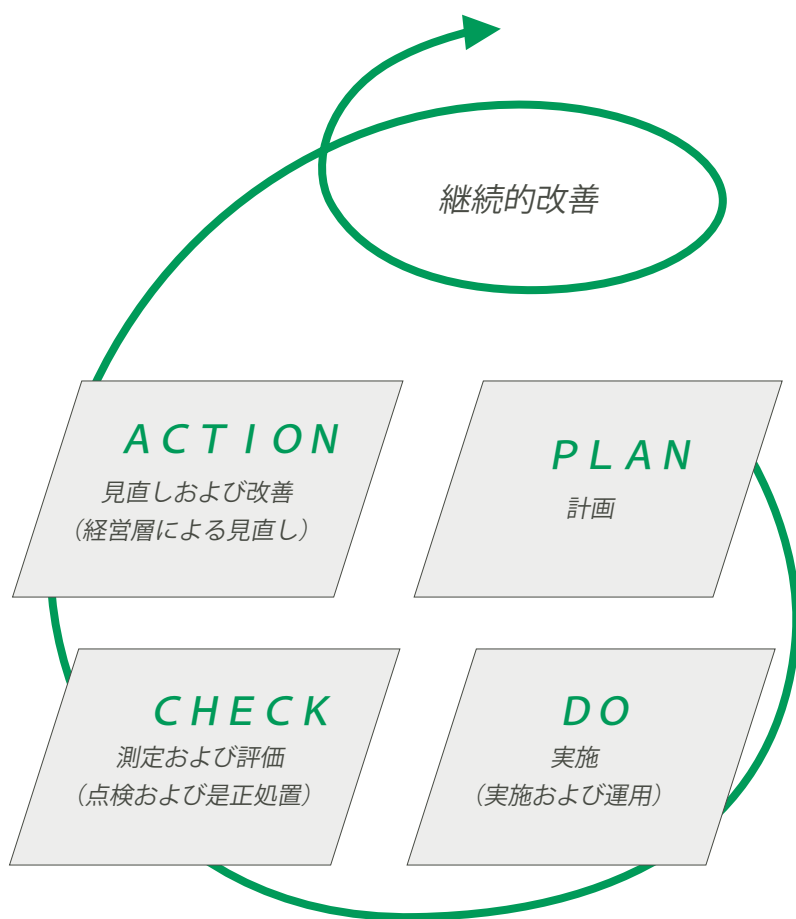 継続的改善
ACTION
見直しおよび改善
（経営層による見直し）
PLAN
計画
CHECK
測定および評価
（点検および是正処置）
DO
実施
（実施および運用）